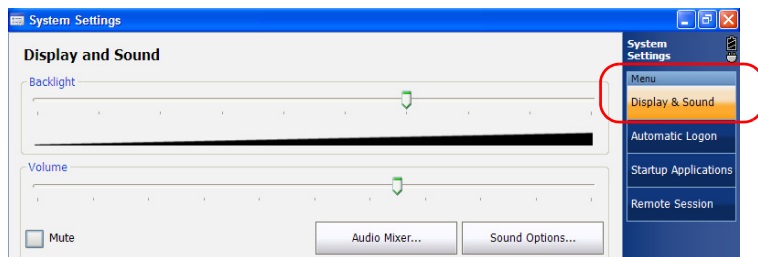 System Settings
Display and Sound
Backlight
Volume
Mute
Audio Mixer...
Sound Options...
System
Settings
Menu
Display & Sound
Automatic Logon
Startup Applications
Remote Session